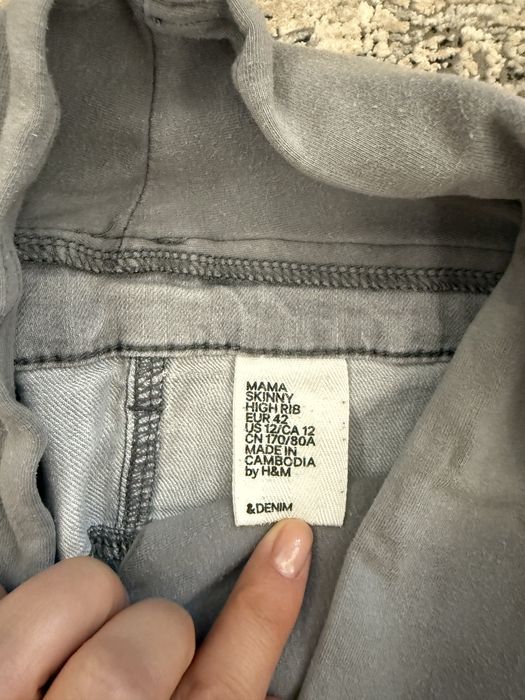 MAMA
SKINNY
HIGH RIB
EUR 42
US 12/CA 12
CN 170/80A
MADE IN
CAMBODIA
by H&M
&DENIM